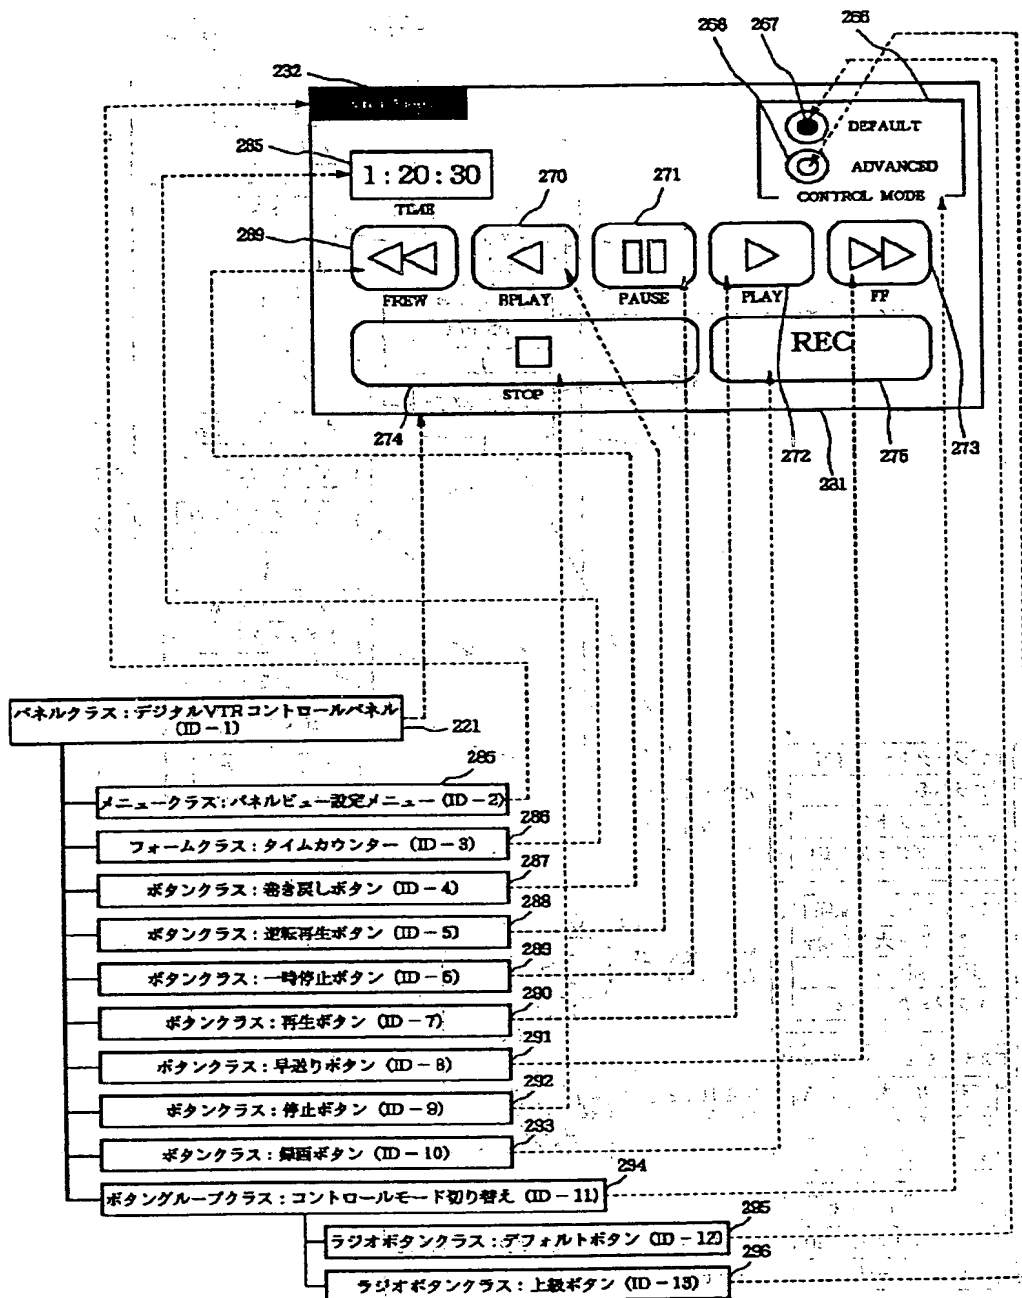 266
267
268
232
DEFAULT
285
1:20:30
270
271
ADVANCED
TIME
CONTROL MODE
289
FREW
BPLAY
PAUSE
PLAY
FF
REC
STOP
274
272
275
273
231
パネルクラス：デジタルVTRコントロールパネル
(ID－1)
221
285
メニュークラス：パネルビュー設定メニュー (ID－2)
286
フォームクラス：タイムカウンター (ID－3)
287
ボタンクラス：巻き戻しボタン (ID－4)
288
ボタンクラス：逆転再生ボタン (ID－5)
289
ボタンクラス：一時停止ボタン (ID－6)
290
ボタンクラス：再生ボタン (ID－7)
291
ボタンクラス：早送りボタン (ID－8)
292
ボタンクラス：停止ボタン (ID－9)
293
ボタンクラス：録画ボタン (ID－10)
294
ボタングループクラス：コントロールモード切り替え (ID－11)
295
ラジオボタンクラス：デフォルトボタン (ID－12)
296
ラジオボタンクラス：上級ボタン (ID－13)